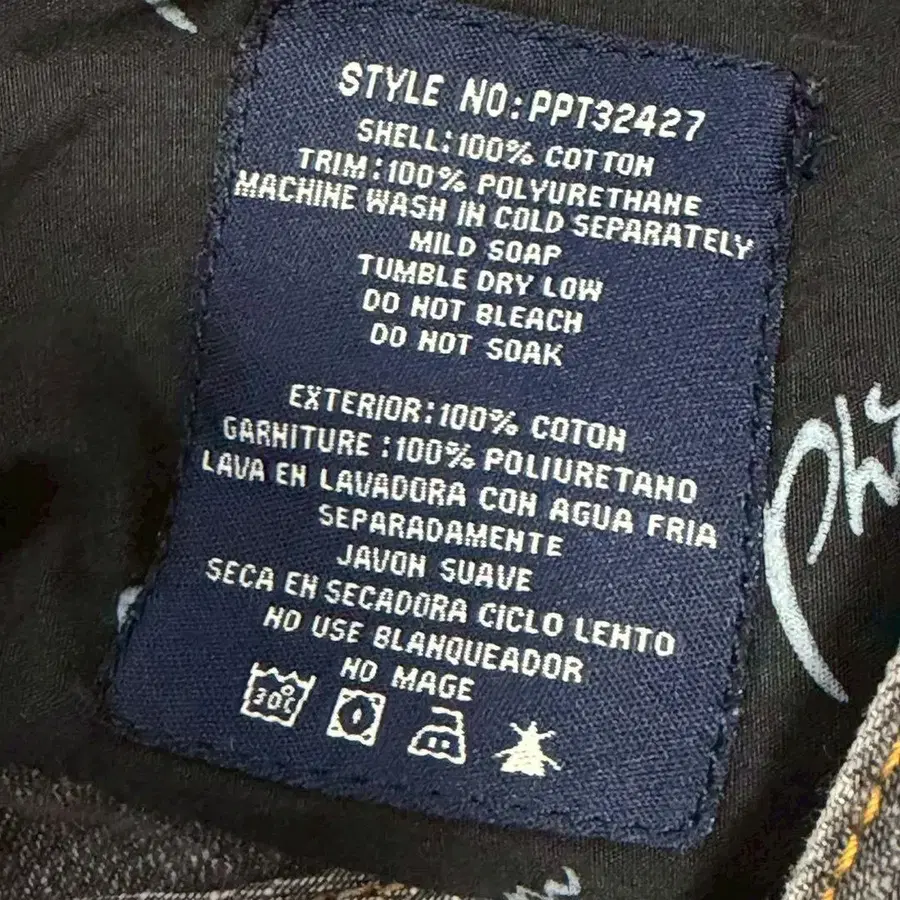 STYLE NO:PPT32427
SHELL:100% COTTON
TRIM:100% POLYURETHANE
MACHINE WASH IN COLD SEPARATELY
MILD SOAP
TUMBLE DRY LOW
DO NOT BLEACH
DO NOT SOAK
EXTERIOR:100% COTON
GARNITURE :100% POLIURETANO
LAVA EN LAVADORA CON AGUA FRIA
SEPARADAMENTE
JAVON SUAVE
SECA EN SECADORA CICLO LENTO
NO USE BLANQUEADOR
NO MAGE
30°C